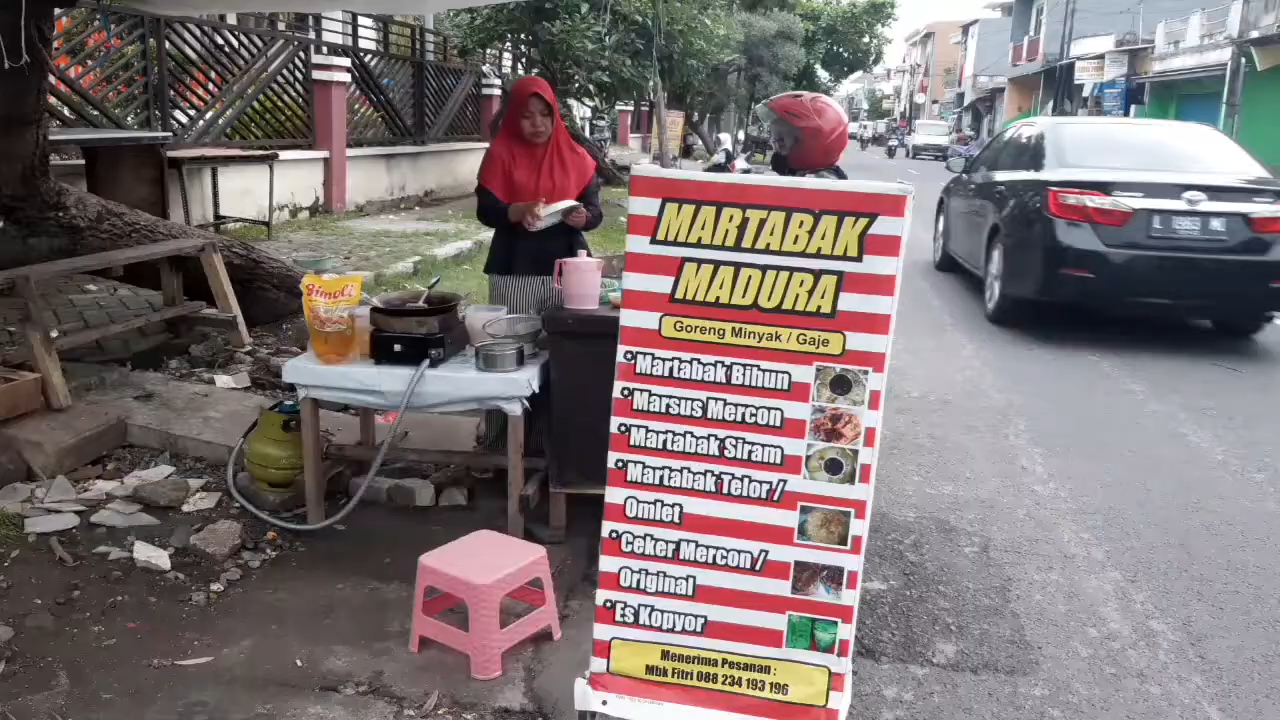 Bimoli
MARTABAK
MADURA
Goreng Minyak / Gaje
* Martabak Bihun
* Marsus Mercon
* Martabak Siram
* Martabak Telor /
Omlet
* Ceker Mercon /
Original
* Es Kopyor
Menerima Pesanan :
Mbk Fitri 088 234 193 196